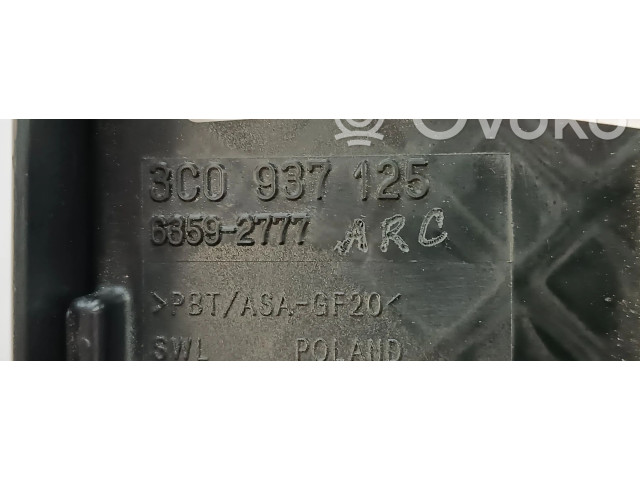 Ovoko
3C0 937 125
6359-2777 ARC
>PBT/ASA-GF20<
SWL POLAND